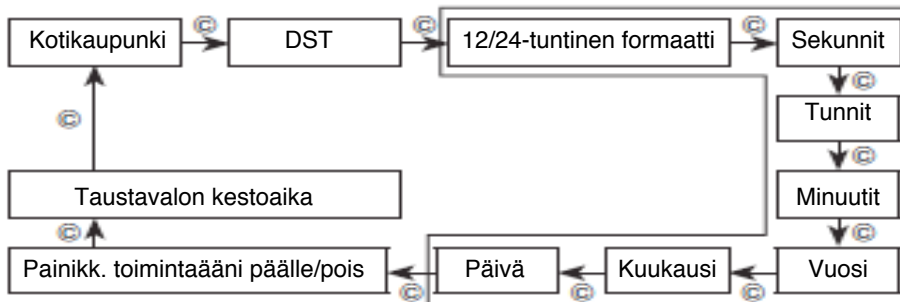 Kotikaupunki © DST © 12/24-tuntinen formaatti © Sekunnit
©
Tunnit
©
©
Taustavalon kestoaika Minuutit
© ©
Painikk. toimintaääni päälle/pois © Päivä © Kuukausi © Vuosi